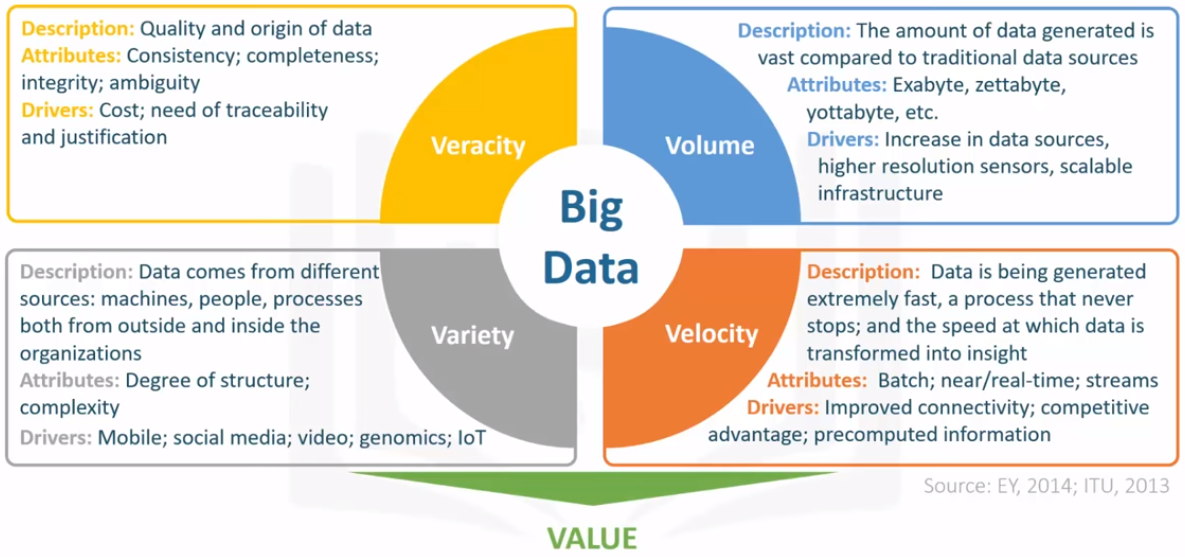 Description: Quality and origin of data
Attributes: Consistency; completeness;
integrity; ambiguity
Drivers: Cost; need of traceability
and justification
Veracity
Volume
Description: The amount of data generated is
vast compared to traditional data sources
Attributes: Exabyte, zettabyte,
yottabyte, etc.
Drivers: Increase in data sources,
higher resolution sensors, scalable
infrastructure
Big
Data
Description: Data comes from different
sources: machines, people, processes
both from outside and inside the
organizations
Attributes: Degree of structure;
complexity
Drivers: Mobile; social media; video; genomics; IoT
Variety
Velocity
Description: Data is being generated
extremely fast, a process that never
stops; and the speed at which data is
transformed into insight
Attributes: Batch; near/real-time; streams
Drivers: Improved connectivity; competitive
advantage; precomputed information
Source: EY, 2014; ITU, 2013
VALUE